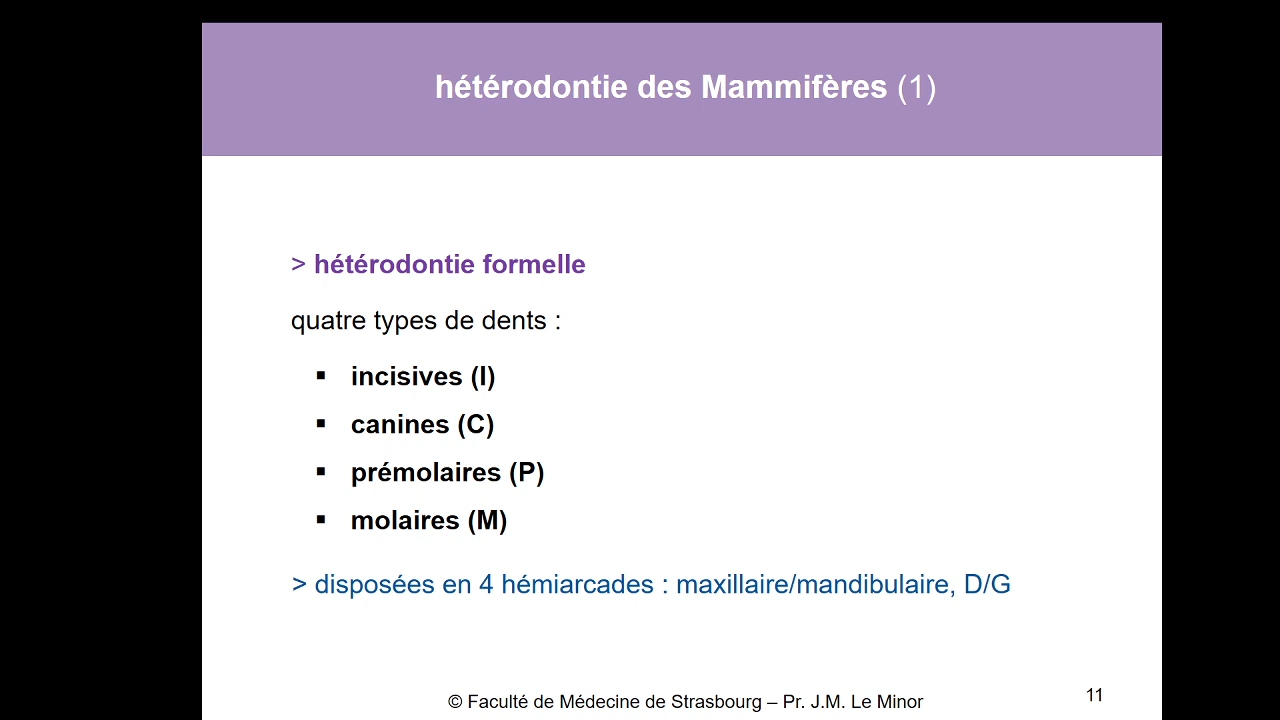 hétérodontie des Mammifères (1)
> hétérodontie formelle
quatre types de dents :
▪ incisives (I)
▪ canines (C)
▪ prémolaires (P)
▪ molaires (M)
> disposées en 4 hémiarcades : maxillaire/mandibulaire, D/G
© Faculté de Médecine de Strasbourg – Pr. J.M. Le Minor
11